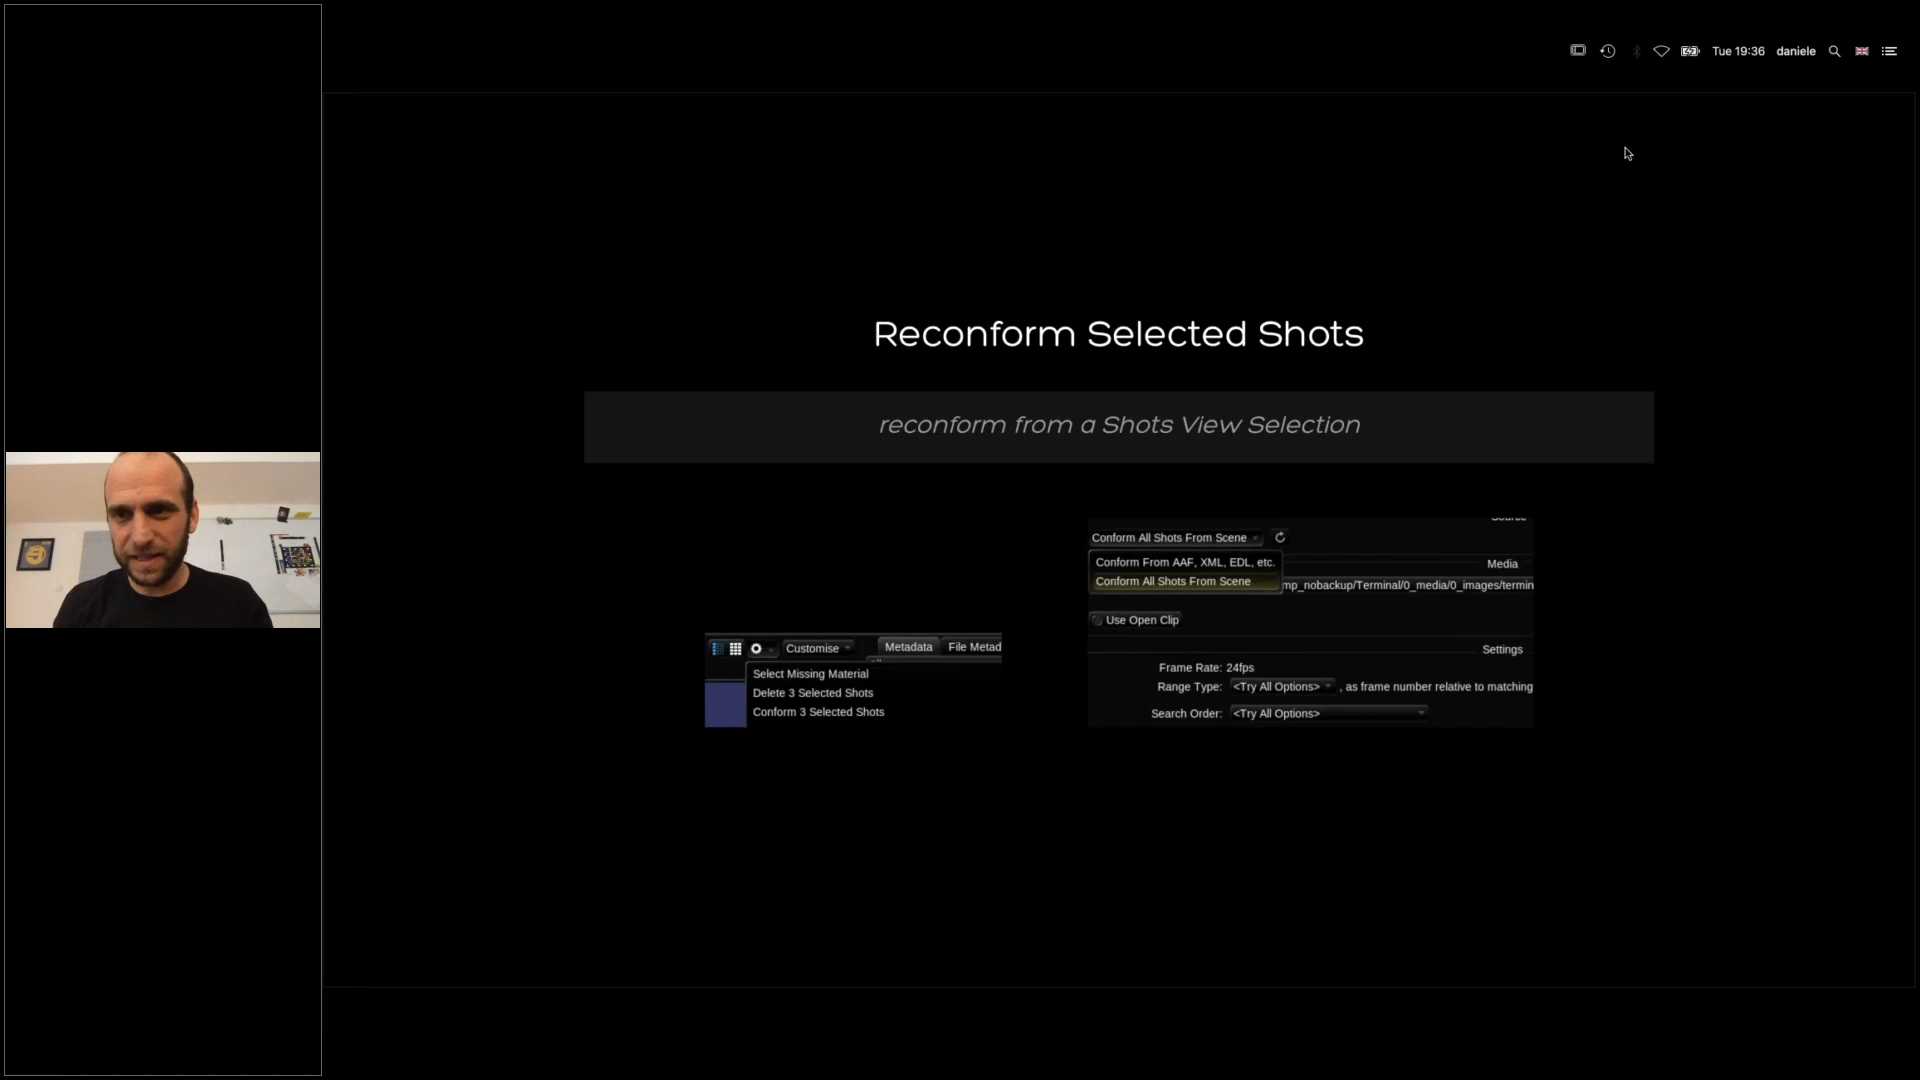 Tue 19:36 daniele
Reconform Selected Shots
reconform from a Shots View Selection
Customise
Metadata
File Metad
Select Missing Material
Delete 3 Selected Shots
Conform 3 Selected Shots
Source
Conform All Shots From Scene
Conform From AAF, XML, EDL, etc.
Conform All Shots From Scene
Media
mp_nobackup/Terminal/0_media/0_images/termin
Use Open Clip
Settings
Frame Rate: 24fps
Range Type: <Try All Options> , as frame number relative to matching
Search Order: <Try All Options>